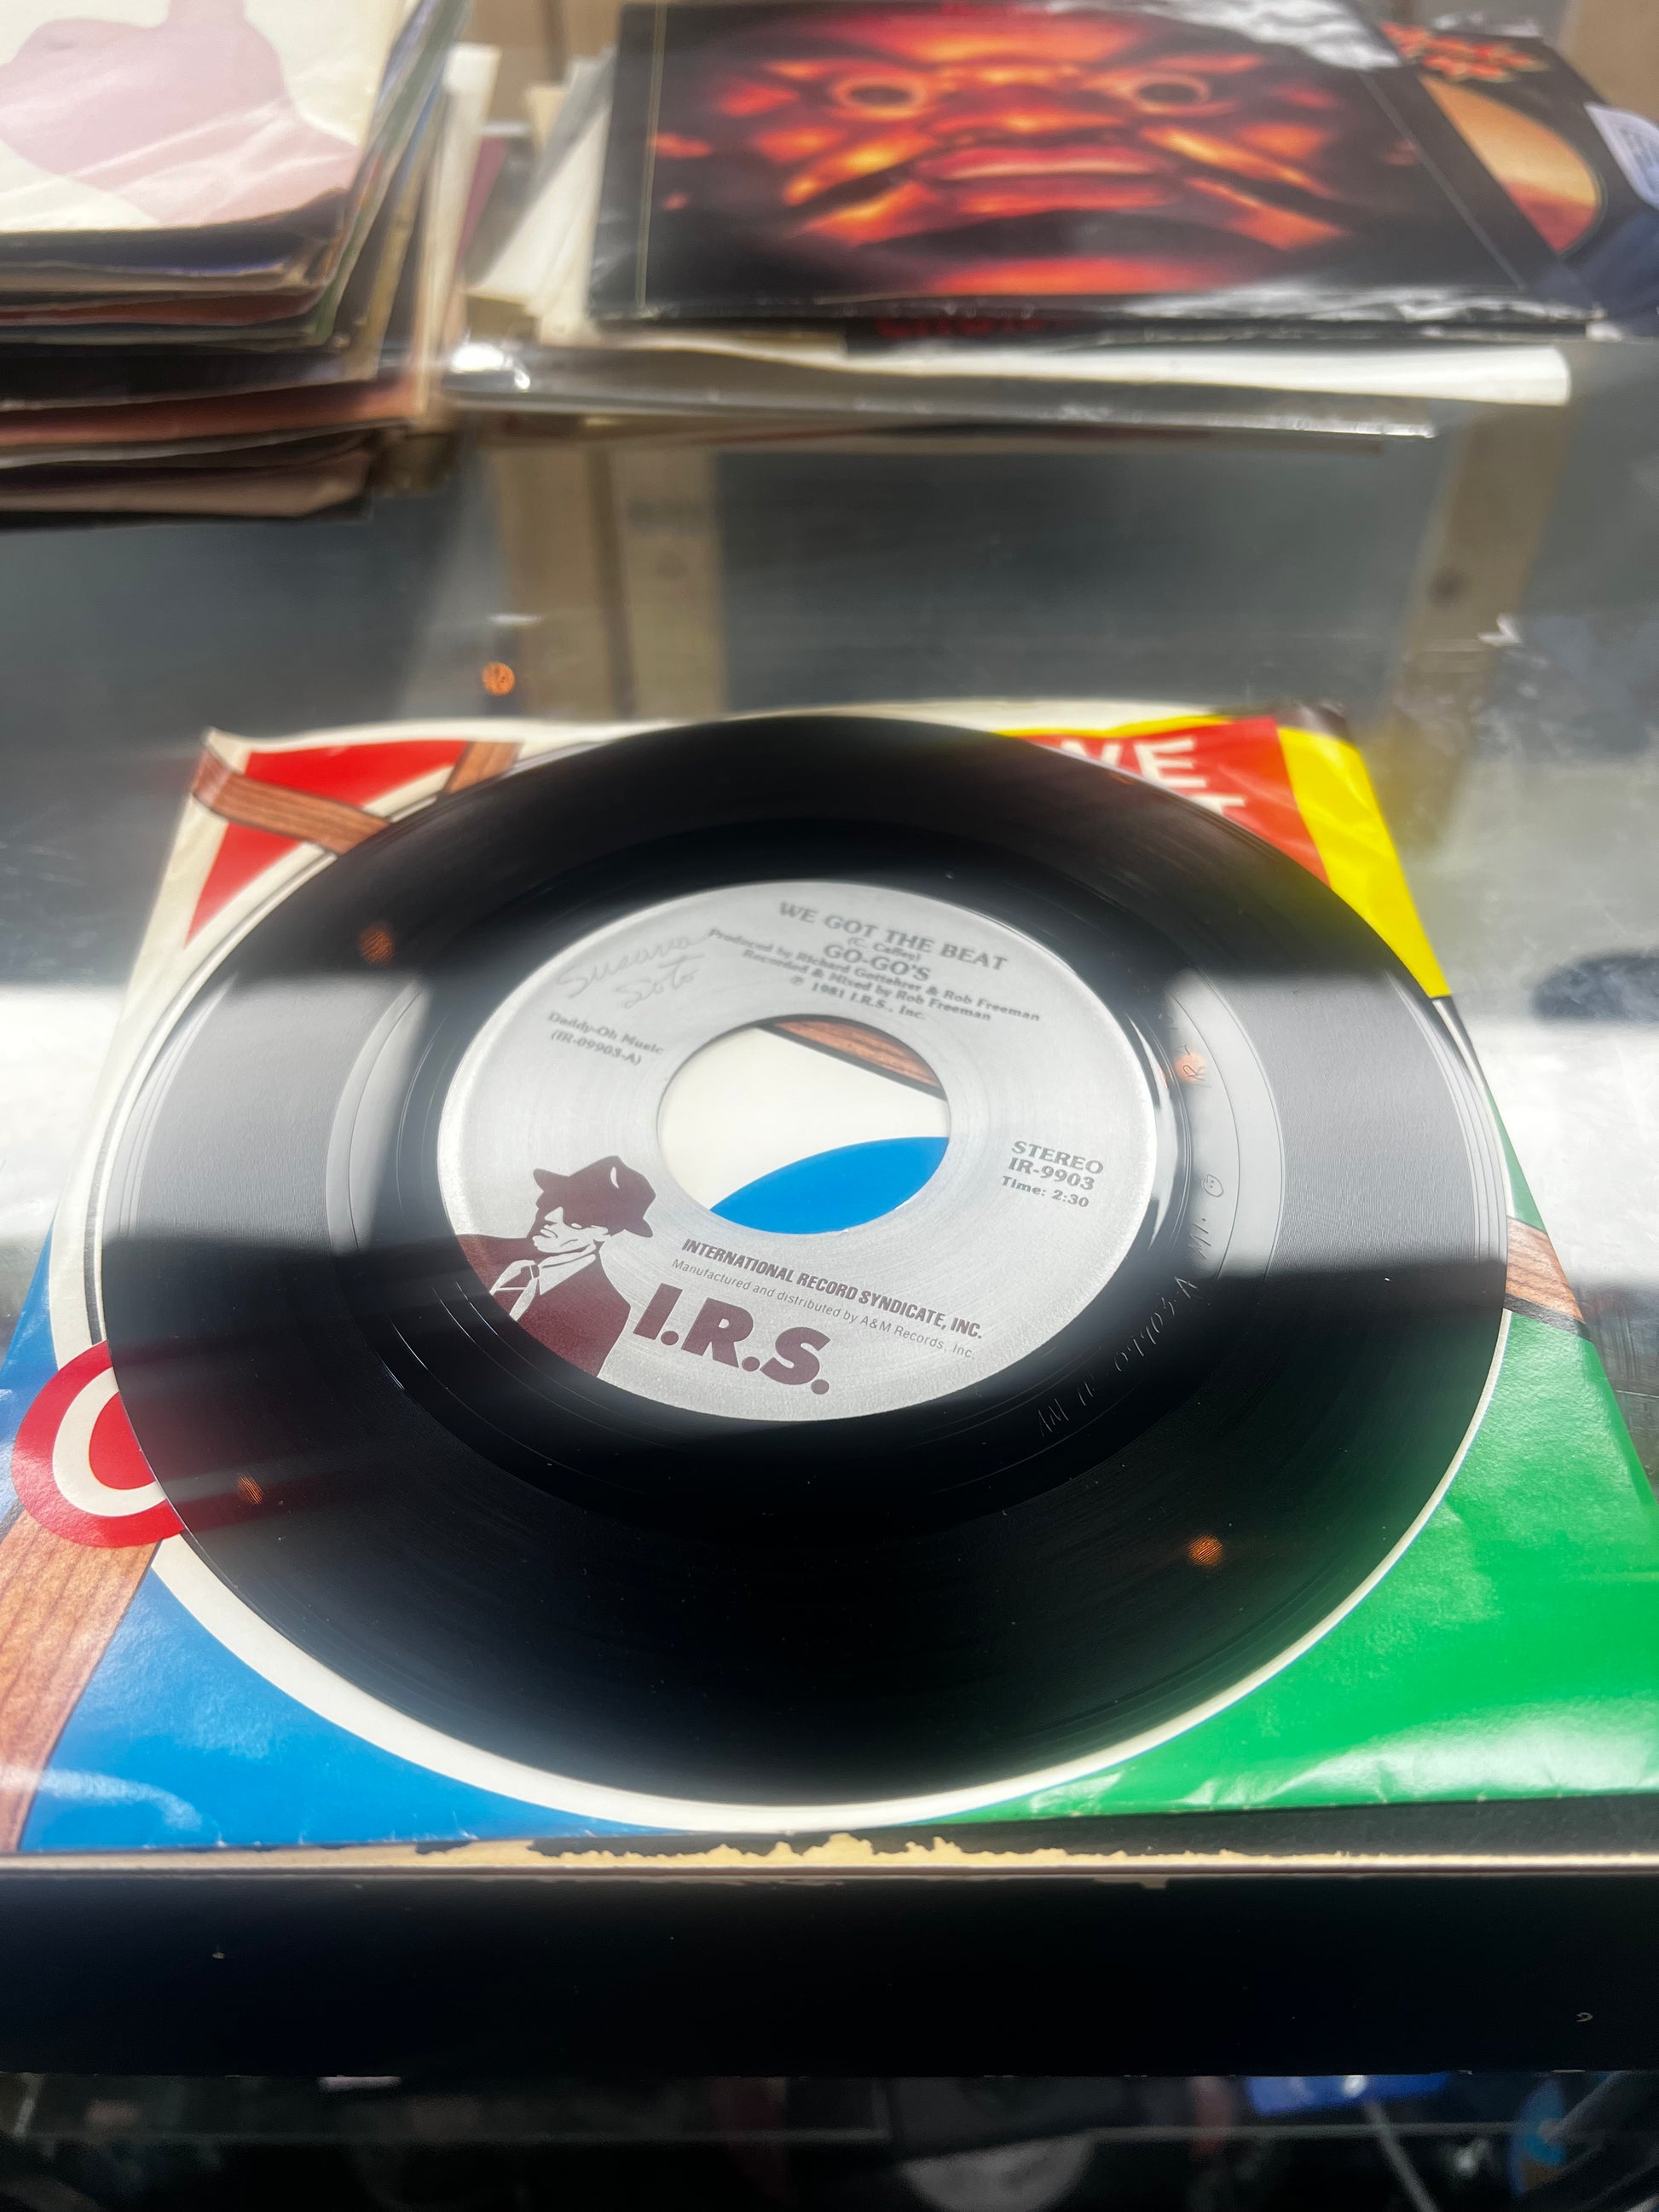 WE GOT THE BEAT
(C. Caffey)
GO-GO'S
Produced by Richard Gottehrer & Rob Freeman
Recorded & Mixed by Rob Freeman
℗ 1981 I.R.S., Inc.
Susana
Soto
Daddy-Oh Music
(IR-09903-A)
STEREO
IR-9903
Time: 2:30
INTERNATIONAL RECORD SYNDICATE, INC.
Manufactured and distributed by A&M Records, Inc.
I.R.S.